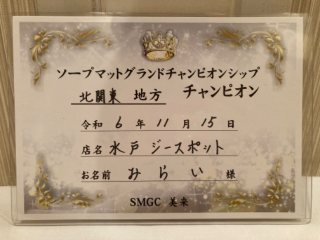 ソープマットグランドチャンピオンシップ
北関東 地方 チャンピオン
令和 6 年 11 月 15 日
店名 水戸 ジースポット
お名前 みらい 様
SMGC 美来